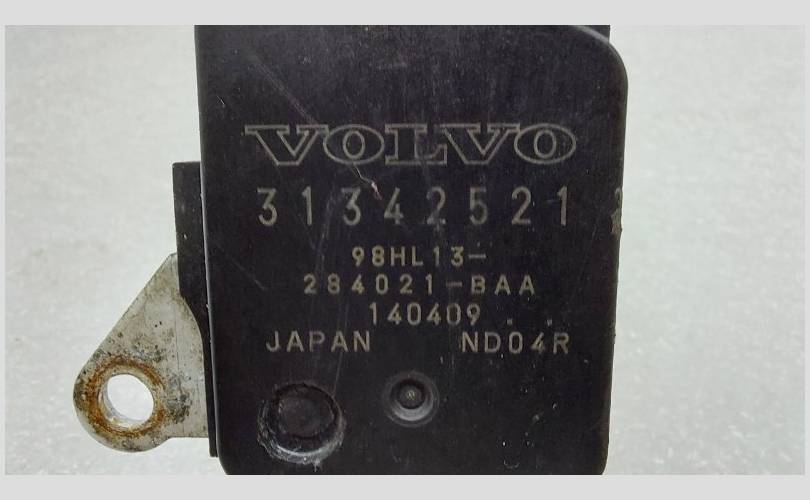 VOLVO
31342521
98HL13-
284021-BAA
140409 . .
JAPAN ND04R